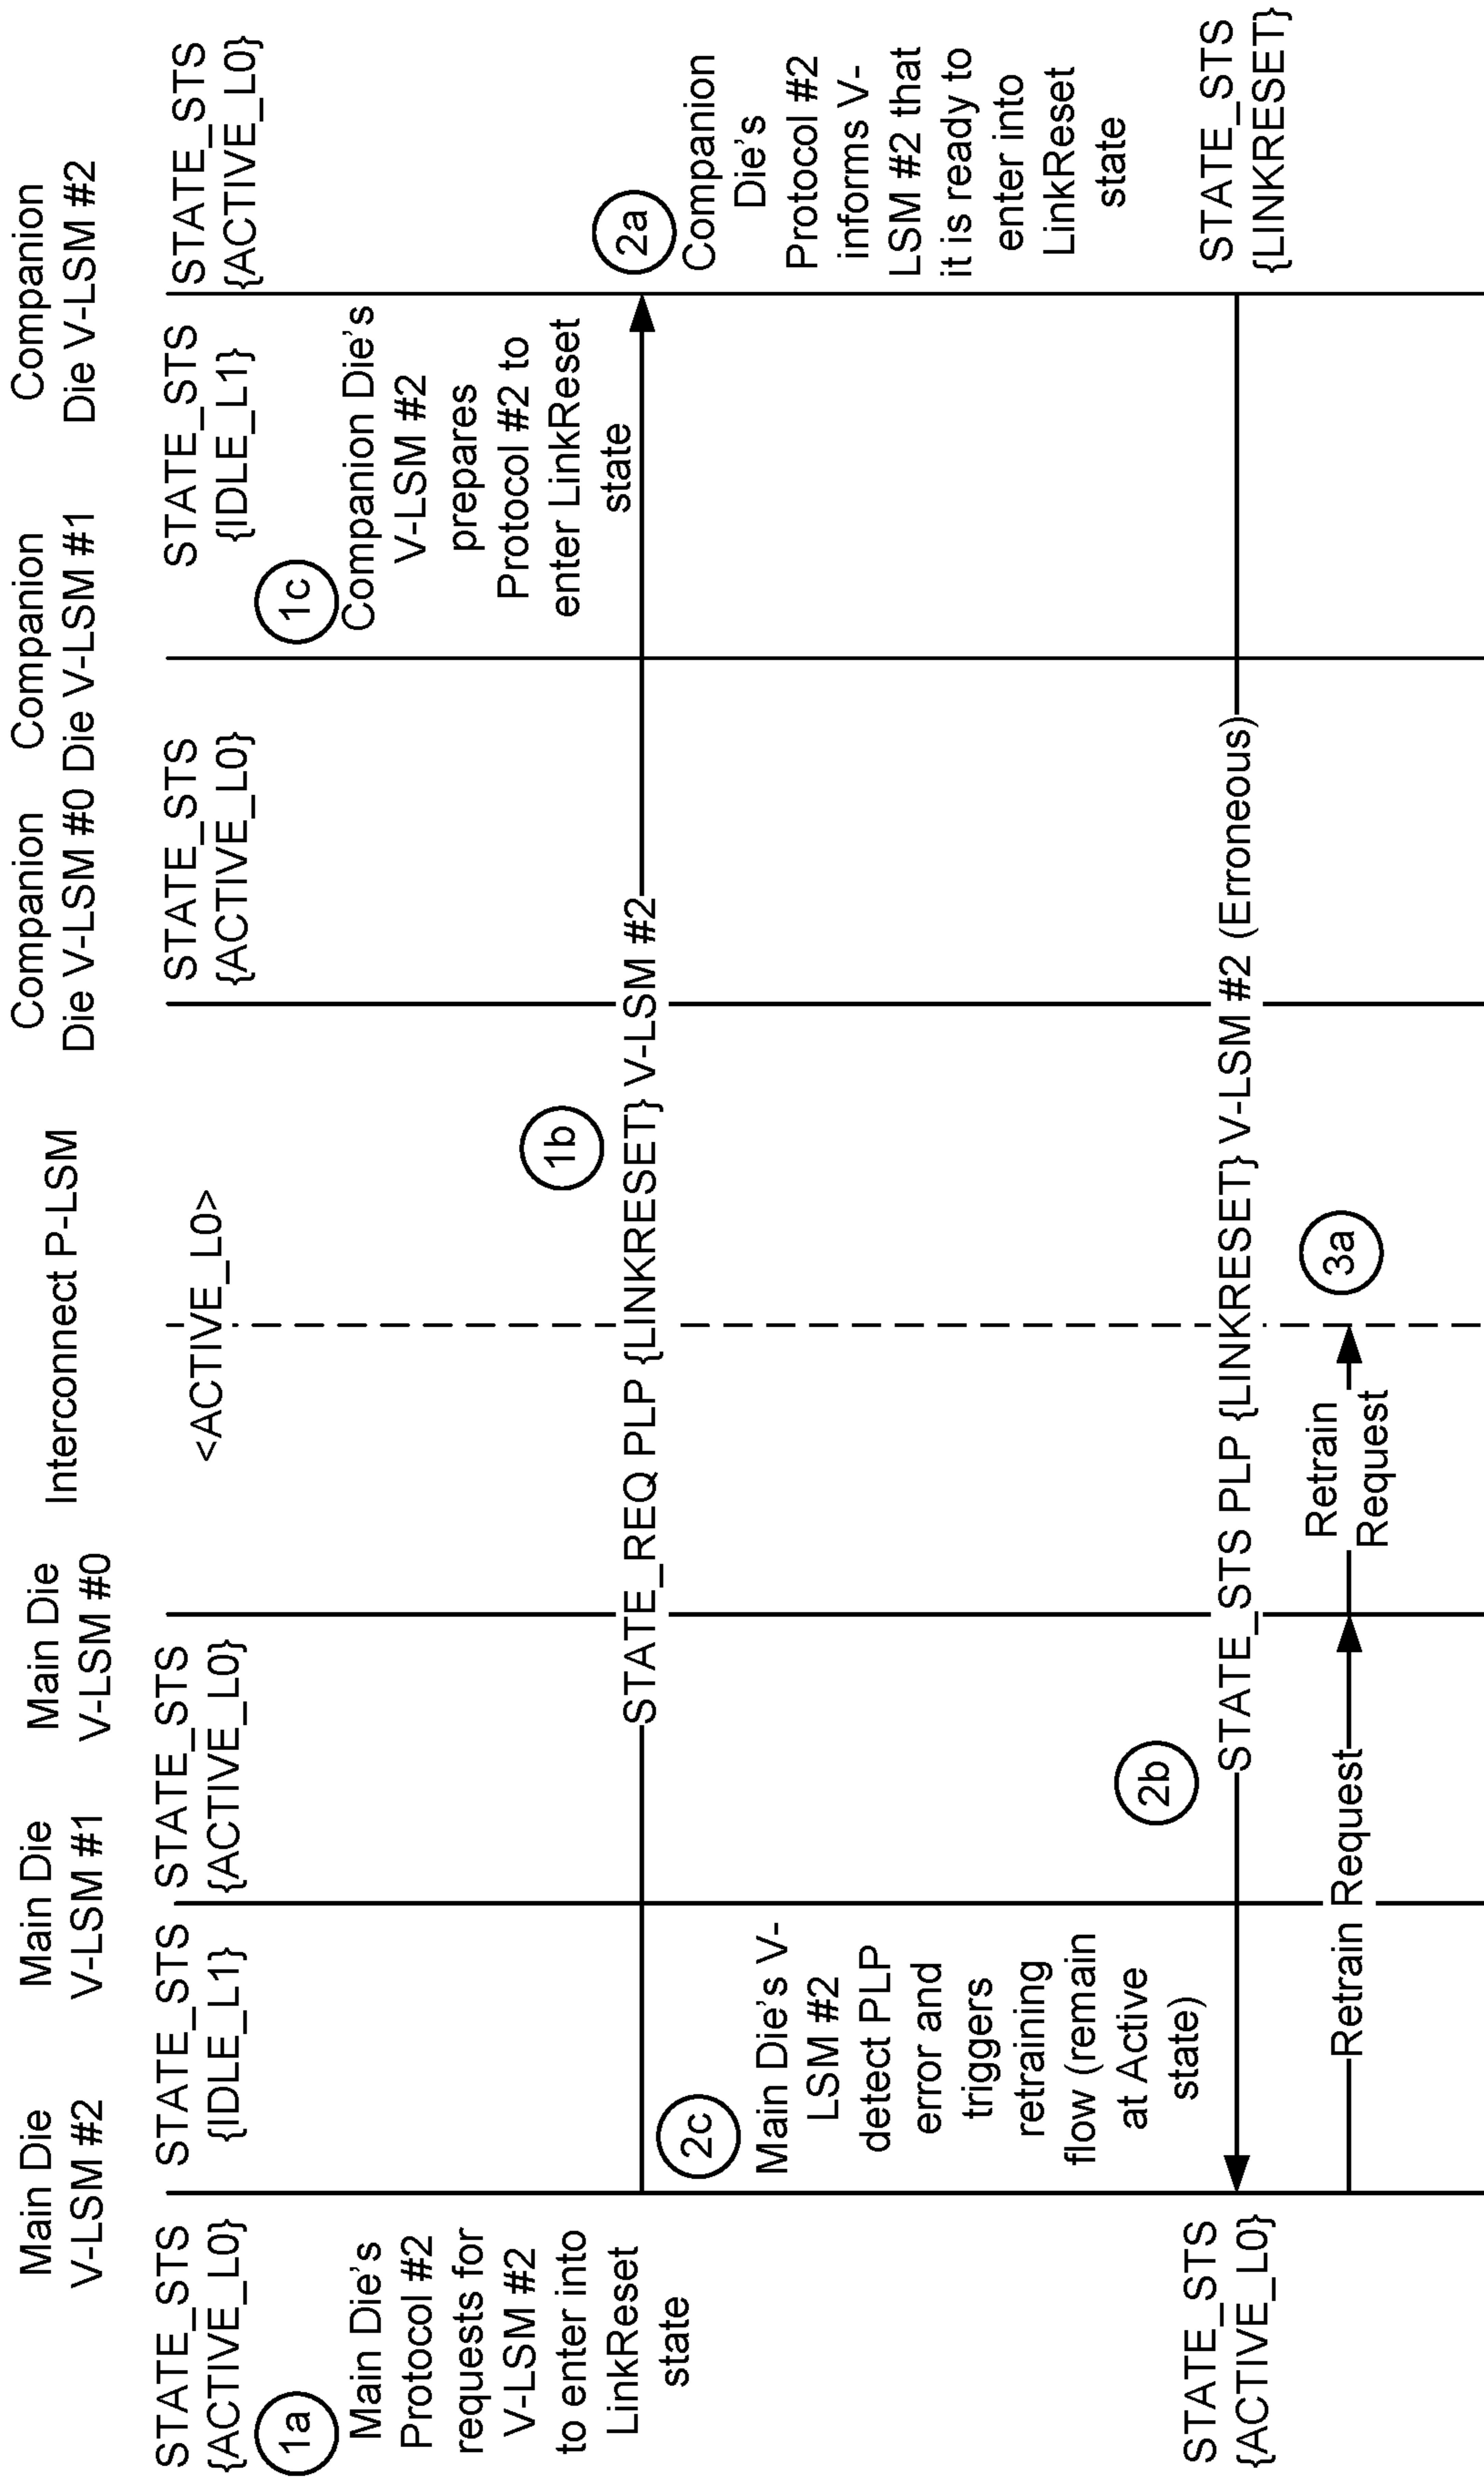 Main Die
V-LSM #2
Main Die
V-LSM #1
Main Die
V-LSM #0
Interconnect P-LSM
Companion
Die V-LSM #0
Companion
Die V-LSM #1
Companion
Die V-LSM #2
STATE_STS
{ACTIVE_L0}
STATE_STS
{IDLE_L1}
STATE_STS
{ACTIVE_L0}
<ACTIVE_L0>
STATE_STS
{ACTIVE_L0}
STATE_STS
{IDLE_L1}
STATE_STS
{ACTIVE_L0}
1a
Main Die's
Protocol #2
requests for
V-LSM #2
to enter into
LinkReset
state
1c
Companion Die's
V-LSM #2
prepares
Protocol #2 to
enter LinkReset
state
1b
STATE_REQ PLP {LINKRESET} V-LSM #2
2a
Companion
Die's
Protocol #2
informs V-
LSM #2 that
it is ready to
enter into
LinkReset
state
2c
Main Die's V-
LSM #2
detect PLP
error and
triggers
retraining
flow (remain
at Active
state)
2b
STATE_STS
{ACTIVE_L0}
STATE_STS PLP {LINKRESET} V-LSM #2 (Erroneous)
STATE_STS
{LINKRESET}
Retrain Request
Retrain
Request
3a